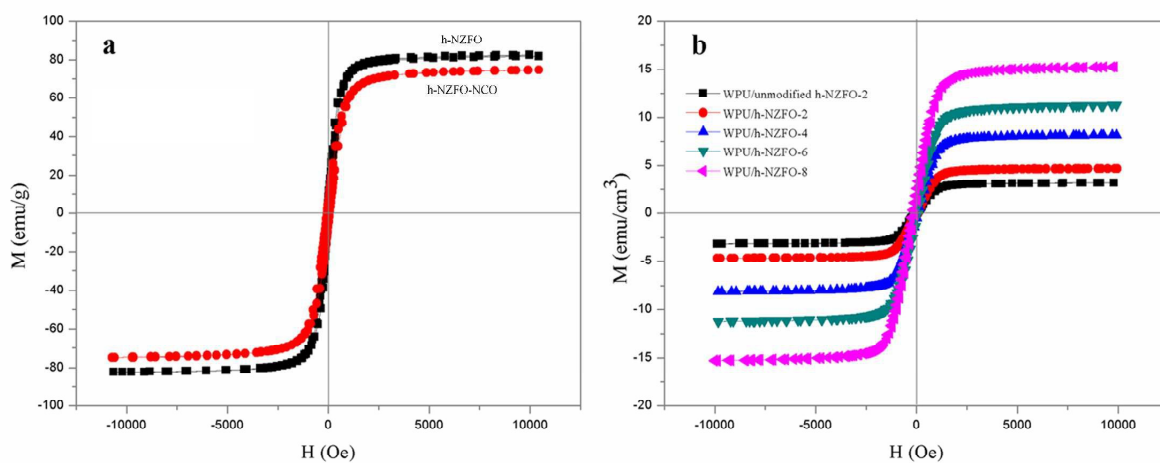 a
h-NZFO
h-NZFO-NCO
M (emu/g)
100
80
60
40
20
0
-20
-40
-60
-80
-100
-10000 -5000 0 5000 10000
H (Oe)
b
WPU/unmodified h-NZFO-2
WPU/h-NZFO-2
WPU/h-NZFO-4
WPU/h-NZFO-6
WPU/h-NZFO-8
M (emu/cm³)
20
15
10
5
0
-5
-10
-15
-20
-10000 -5000 0 5000 10000
H (Oe)